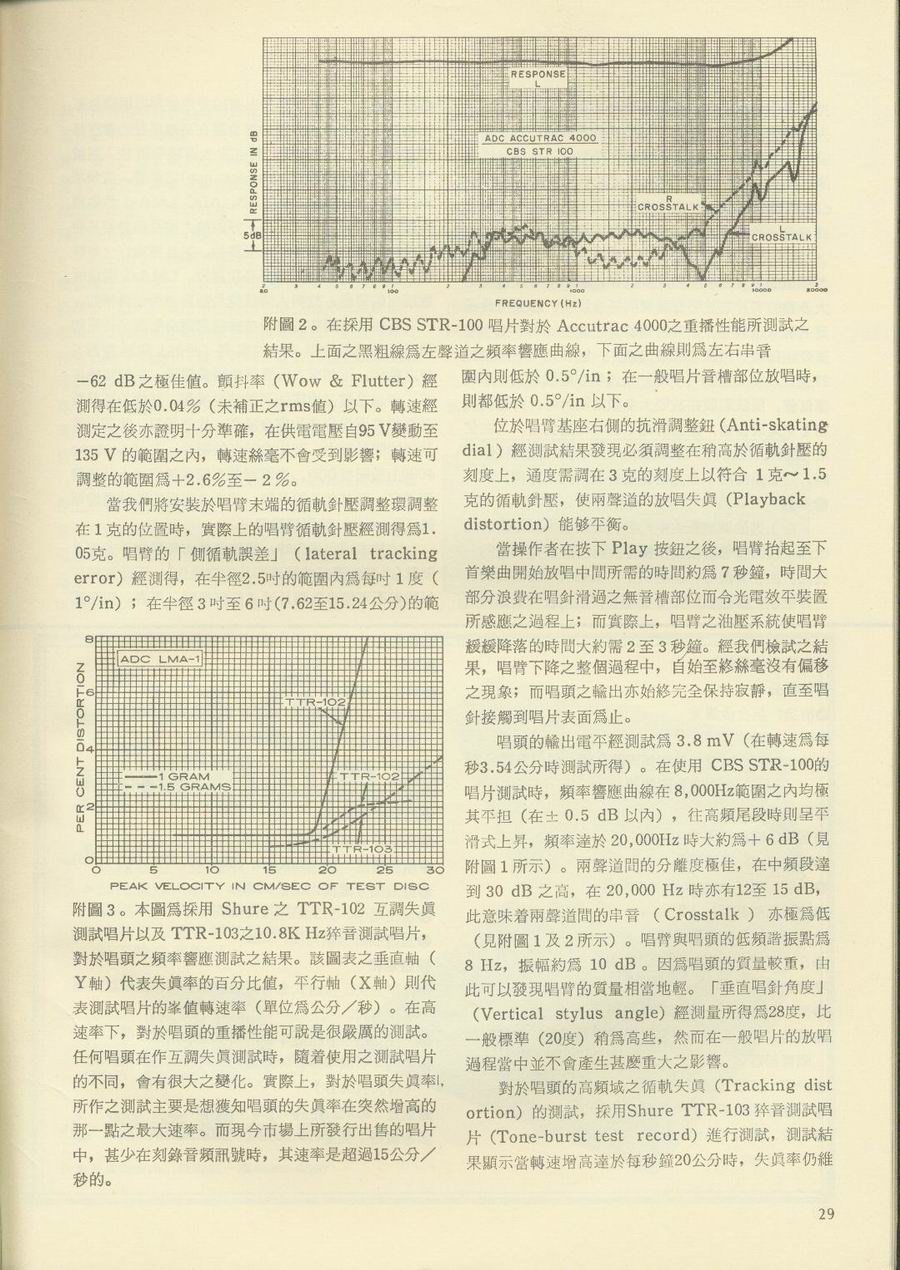 RESPONSE
L
ADC ACCUTRAC 4000
CBS STR 100
RESPONSE IN dB
5dB
R
CROSSTALK
L
CROSSTALK
20 100 1000 10000 20000
FREQUENCY (Hz)
附圖2。在採用 CBS STR-100 唱片對於 Accutrac 4000之重播性能所測試之
結果。上面之黑粗線爲左聲道之頻率響應曲線，下面之曲線則爲左右串音
−62 dB之極佳值。顫抖率（Wow & Flutter）經
測得在低於0.04%（未補正之rms值）以下。轉速經
測定之後亦證明十分準確，在供電電壓自95 V變動至
135 V 的範圍之內，轉速絲毫不會受到影響；轉速可
調整的範圍爲＋2.6%至－2%。
當我們將安裝於唱臂末端的循軌針壓調整環調整
在1克的位置時，實際上的唱臂循軌針壓經測得爲1.
05克。唱臂的「側循軌誤差」（lateral tracking
error）經測得，在半徑2.5吋的範圍內爲每吋1度（
1°/in）；在半徑3吋至6吋(7.62至15.24公分)的範
PER CENT DISTORTION
8
6
4
2
0
ADC LMA-1
TTR-102
1 GRAM
1.5 GRAMS
TTR-102
TTR-103
0 5 10 15 20 25 30
PEAK VELOCITY IN CM/SEC OF TEST DISC
附圖3。本圖爲採用 Shure 之 TTR-102 互調失眞
測試唱片以及 TTR-103之10.8K Hz猝音測試唱片，
對於唱頭之頻率響應測試之結果。該圖表之垂直軸（
Y軸）代表失眞率的百分比值，平行軸（X軸）則代
表測試唱片的峯值轉速率（單位爲公分／秒）。在高
速率下，對於唱頭的重播性能可說是很嚴厲的測試。
任何唱頭在作互調失眞測試時，隨着使用之測試唱片
的不同，會有很大之變化。實際上，對於唱頭失眞率，
所作之測試主要是想獲知唱頭的失眞率在突然增高的
那一點之最大速率。而現今市場上所發行出售的唱片
中，甚少在刻錄音頻訊號時，其速率是超過15公分／
秒的。
圍內則低於 0.5°/in；在一般唱片音槽部位放唱時，
則都低於 0.5°/in 以下。
位於唱臂基座右側的抗滑調整鈕（Anti-skating
dial）經測試結果發現必須調整在稍高於循軌針壓的
刻度上，通度需調在3克的刻度上以符合 1克～1.5
克的循軌針壓，使兩聲道的放唱失眞（Playback
distortion）能够平衡。
當操作者在按下 Play 按鈕之後，唱臂抬起至下
首樂曲開始放唱中間所需的時間約爲7秒鐘，時間大
部分浪費在唱針滑過之無音槽部位而令光電效平裝置
所感應之過程上；而實際上，唱臂之油壓系統使唱臂
緩緩降落的時間大約需2至3秒鐘。經我們檢試之結
果，唱臂下降之整個過程中，自始至終絲毫沒有偏移
之現象；而唱頭之輸出亦始終完全保持寂靜，直至唱
針接觸到唱片表面爲止。
唱頭的輸出電平經測試爲 3.8 mV（在轉速爲每
秒3.54公分時測試所得）。在使用 CBS STR-100的
唱片測試時，頻率響應曲線在 8,000Hz範圍之內均極
其平担（在± 0.5 dB 以內），往高頻尾段時則呈平
滑式上昇，頻率達於 20,000Hz 時大約爲＋6 dB（見
附圖1所示）。兩聲道間的分離度極佳，在中頻段達
到 30 dB 之高，在 20,000 Hz 時亦有12至 15 dB，
此意味着兩聲道間的串音 （Crosstalk ） 亦極爲低
（見附圖1及2所示）。唱臂與唱頭的低頻諧振點爲
8 Hz，振幅約爲 10 dB。因爲唱頭的質量較重，由
此可以發現唱臂的質量相當地輕。「垂直唱針角度」
（Vertical stylus angle）經測量所得爲28度，比
一般標準（20度）稍爲高些，然而在一般唱片的放唱
過程當中並不會產生甚麽重大之影響。
對於唱頭的高頻域之循軌失眞（Tracking dist
ortion）的測試，採用Shure TTR-103 猝音測試唱
片（Tone-burst test record）進行測試，測試結
果顯示當轉速增高達於每秒鐘20公分時，失眞率仍維
29